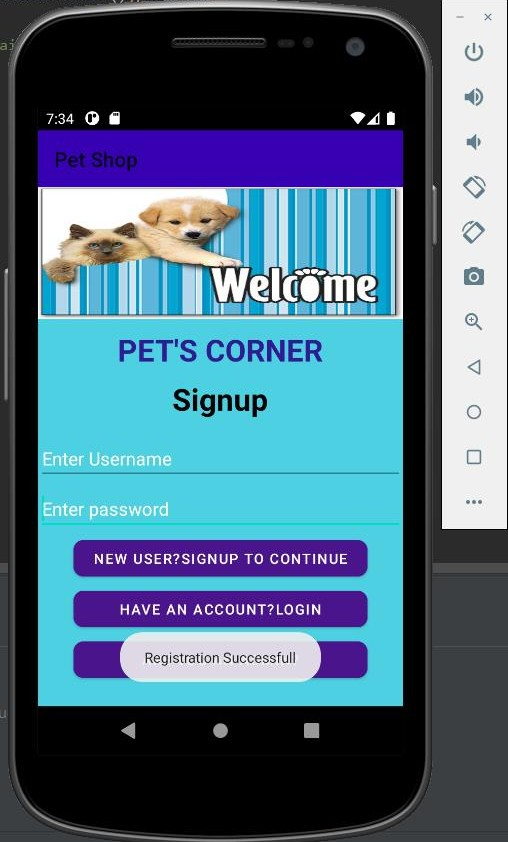 7:34
Pet Shop
Welcome
PET'S CORNER
Signup
Enter Username
Enter password
NEW USER?SIGNUP TO CONTINUE
HAVE AN ACCOUNT?LOGIN
Registration Successfull